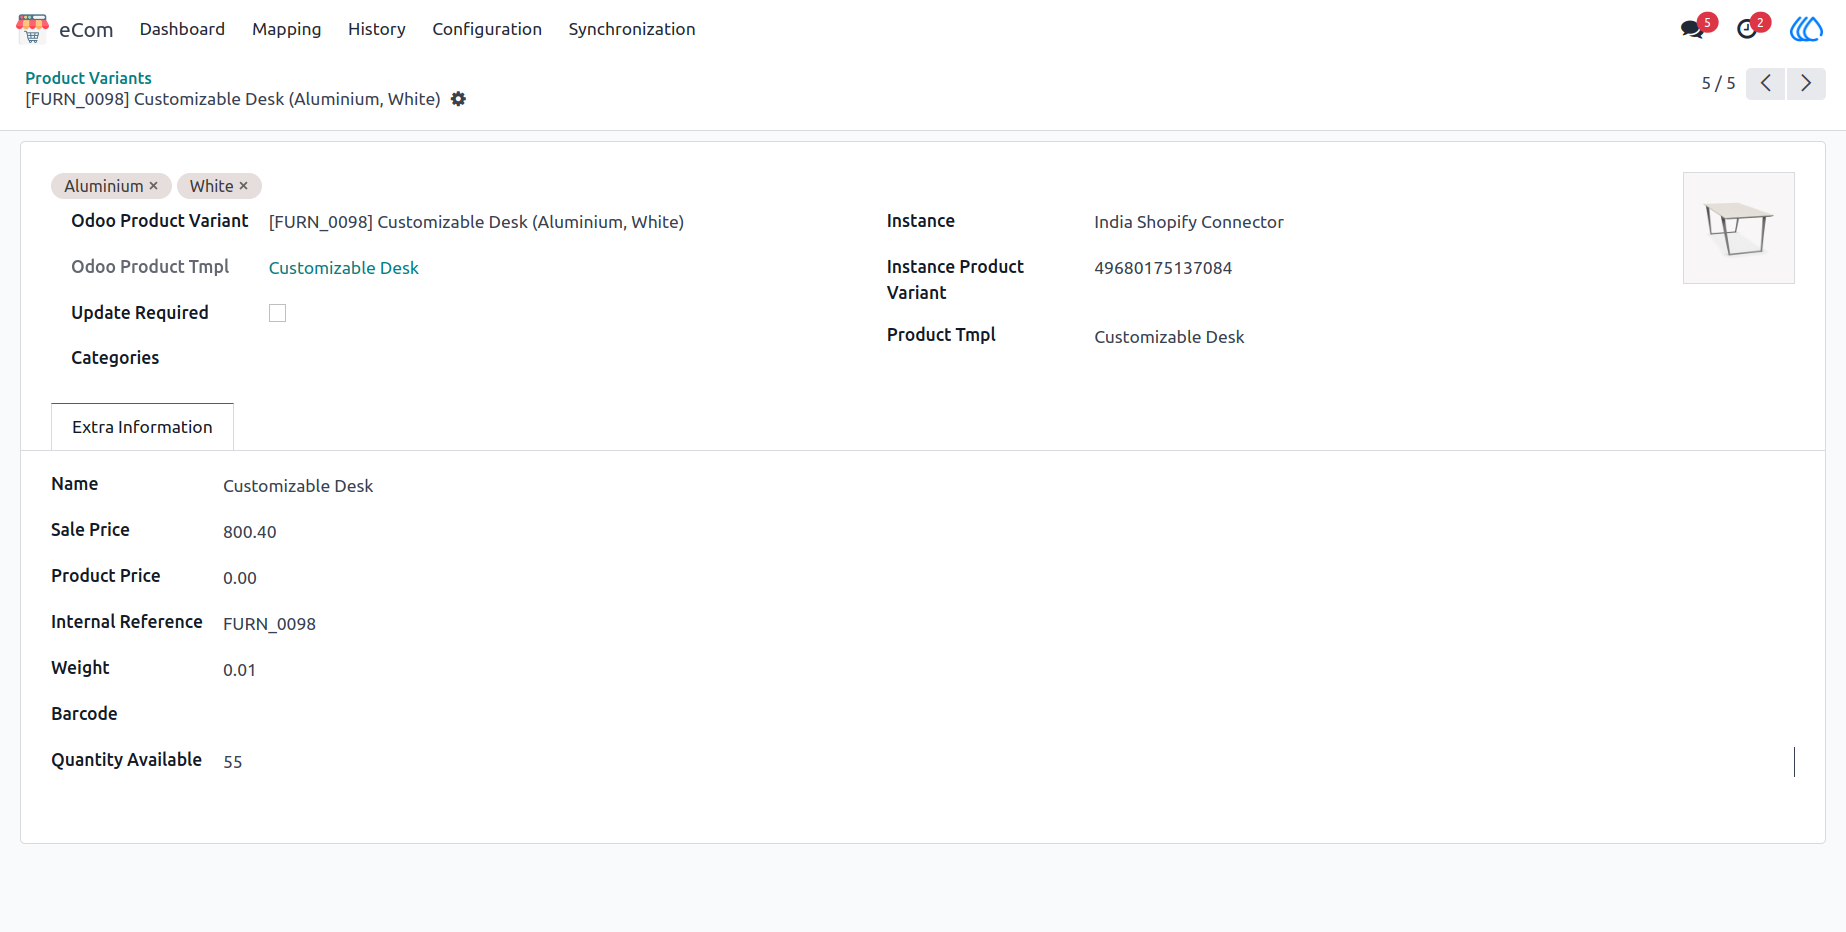 eCom Dashboard Mapping History Configuration Synchronization 5 2
Product Variants
[FURN_0098] Customizable Desk (Aluminium, White)
5 / 5
Aluminium × White ×
Odoo Product Variant [FURN_0098] Customizable Desk (Aluminium, White)
Odoo Product Tmpl Customizable Desk
Update Required
Categories
Instance India Shopify Connector
Instance Product
Variant
49680175137084
Product Tmpl Customizable Desk
Extra Information
Name Customizable Desk
Sale Price 800.40
Product Price 0.00
Internal Reference FURN_0098
Weight 0.01
Barcode
Quantity Available 55